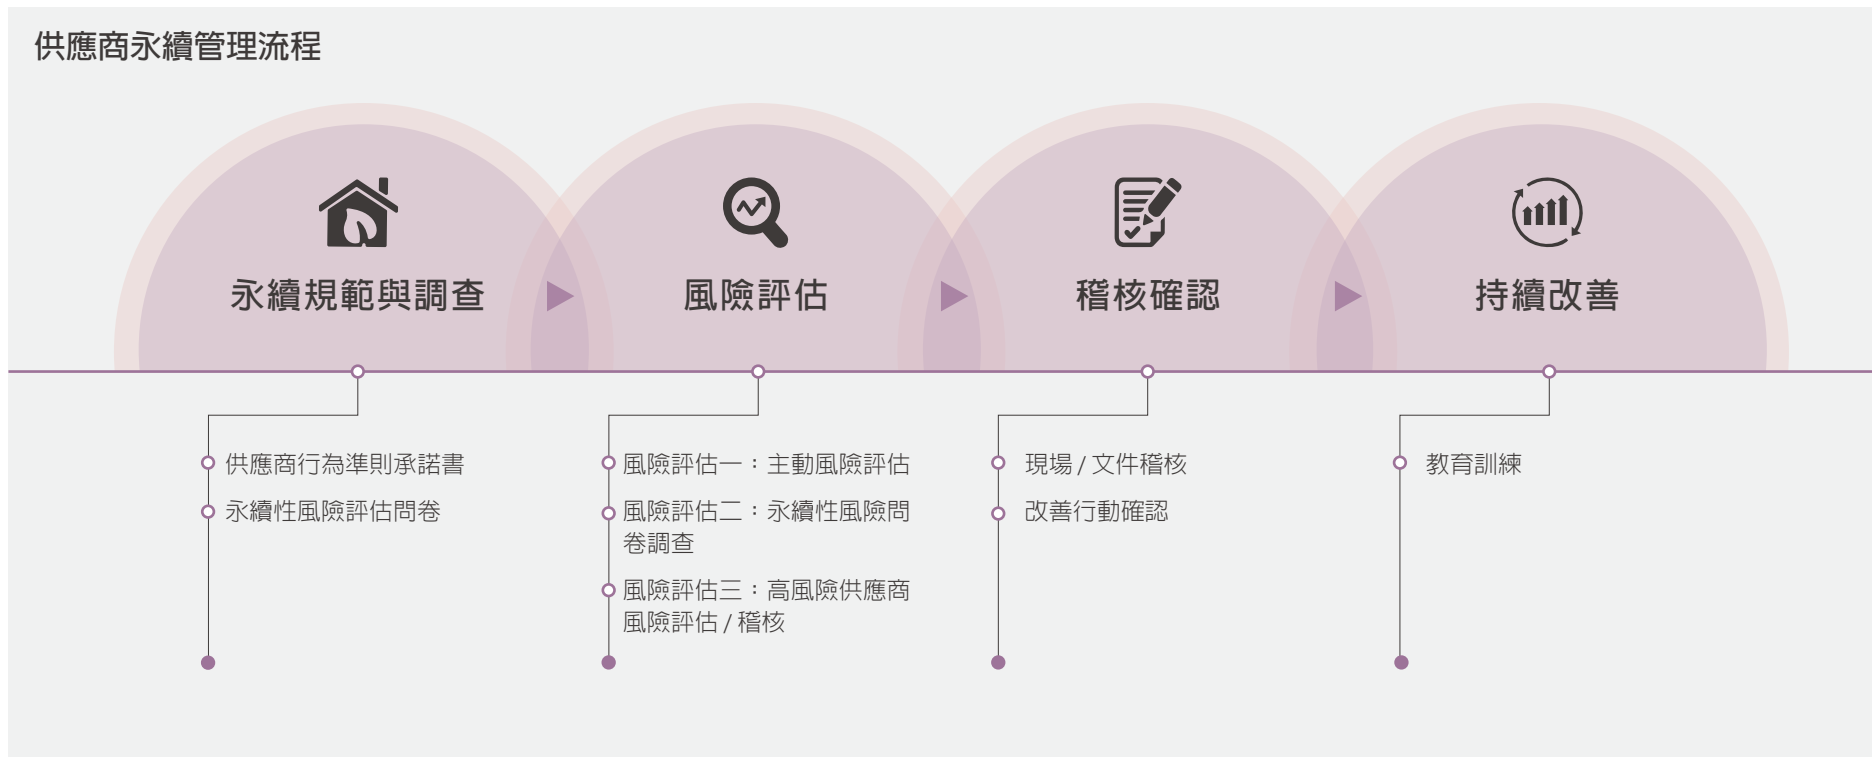 供應商永續管理流程
永續規範與調查
風險評估
稽核確認
持續改善
供應商行為準則承諾書
永續性風險評估問卷
風險評估一：主動風險評估
風險評估二：永續性風險問
卷調查
風險評估三：高風險供應商
風險評估 / 稽核
現場 / 文件稽核
改善行動確認
教育訓練